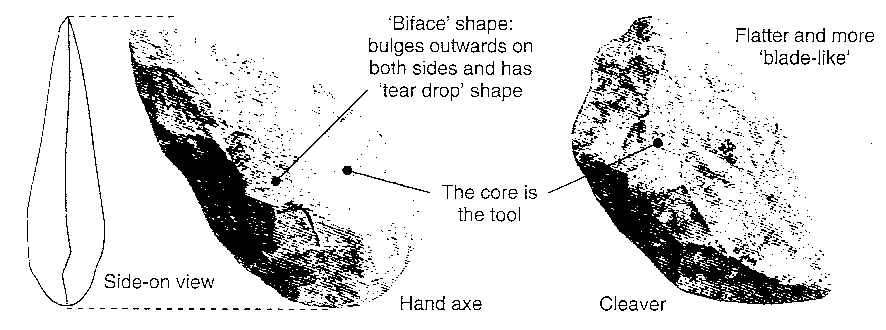 'Biface' shape:
bulges outwards on
both sides and has
'tear drop' shape
Flatter and more
'blade-like'
The core is
the tool
Side-on view
Hand axe
Cleaver